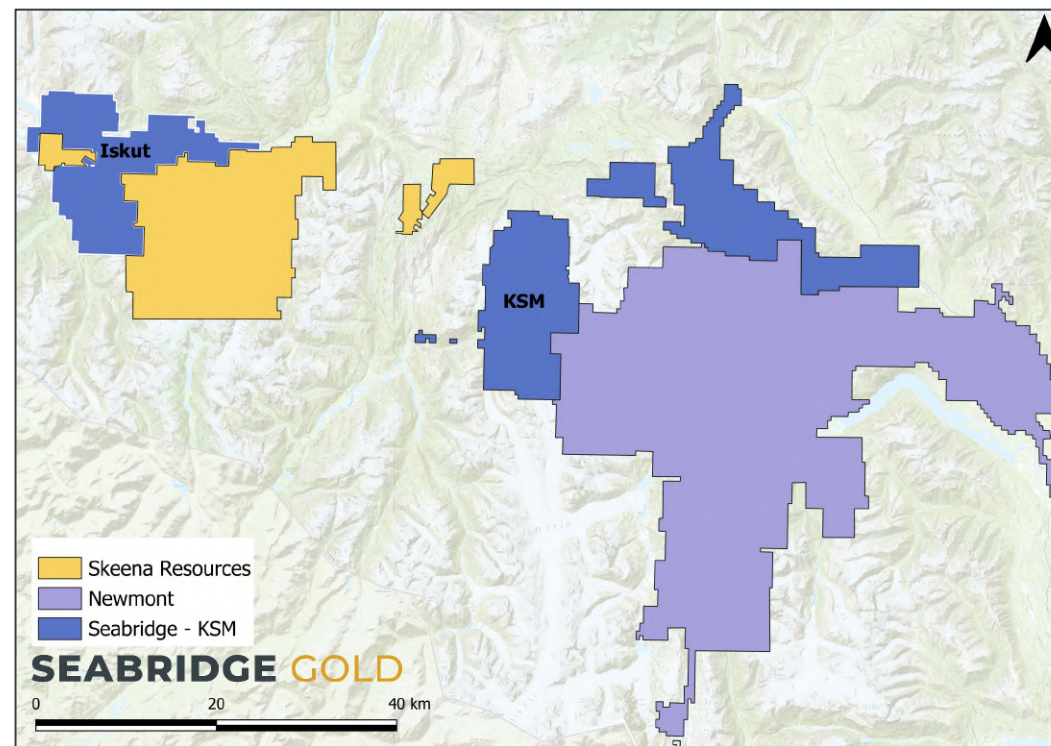 Iskut
KSM
Skeena Resources
Newmont
Seabridge - KSM
SEABRIDGE GOLD
0 20 40 km